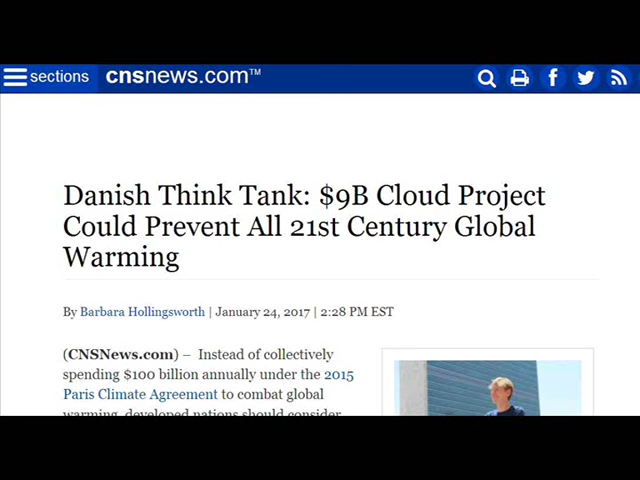 sections cnsnews.com™
Danish Think Tank: $9B Cloud Project
Could Prevent All 21st Century Global
Warming
By Barbara Hollingsworth | January 24, 2017 | 2:28 PM EST
(CNSNews.com) – Instead of collectively
spending $100 billion annually under the 2015
Paris Climate Agreement to combat global
warming, developed nations should consider